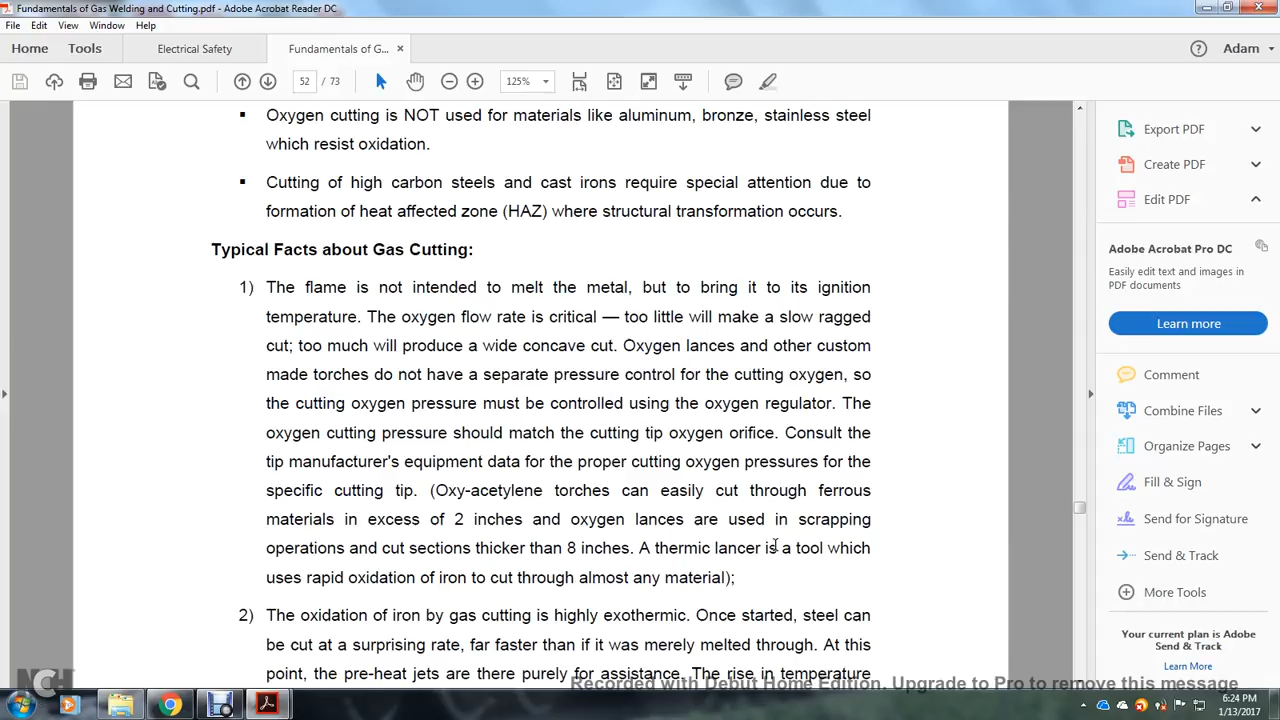 Fundamentals of Gas Welding and Cutting.pdf - Adobe Acrobat Reader DC
File Edit View Window Help
Home Tools Electrical Safety Fundamentals of G... × Adam
52 / 73 125%
▪ Oxygen cutting is NOT used for materials like aluminum, bronze, stainless steel
which resist oxidation.
▪ Cutting of high carbon steels and cast irons require special attention due to
formation of heat affected zone (HAZ) where structural transformation occurs.
Typical Facts about Gas Cutting:
1) The flame is not intended to melt the metal, but to bring it to its ignition
temperature. The oxygen flow rate is critical — too little will make a slow ragged
cut; too much will produce a wide concave cut. Oxygen lances and other custom
made torches do not have a separate pressure control for the cutting oxygen, so
the cutting oxygen pressure must be controlled using the oxygen regulator. The
oxygen cutting pressure should match the cutting tip oxygen orifice. Consult the
tip manufacturer's equipment data for the proper cutting oxygen pressures for the
specific cutting tip. (Oxy-acetylene torches can easily cut through ferrous
materials in excess of 2 inches and oxygen lances are used in scrapping
operations and cut sections thicker than 8 inches. A thermic lancer is a tool which
uses rapid oxidation of iron to cut through almost any material);
2) The oxidation of iron by gas cutting is highly exothermic. Once started, steel can
be cut at a surprising rate, far faster than if it was merely melted through. At this
point, the pre-heat jets are there purely for assistance. The rise in temperature
Export PDF
Create PDF
Edit PDF
Adobe Acrobat Pro DC
Easily edit text and images in
PDF documents
Learn more
Comment
Combine Files
Organize Pages
Fill & Sign
Send for Signature
Send & Track
More Tools
Your current plan is Adobe
Send & Track
Learn More
Recorded with Debut Home Edition. Upgrade to Pro to remove this message
NCH
6:24 PM
1/13/2017